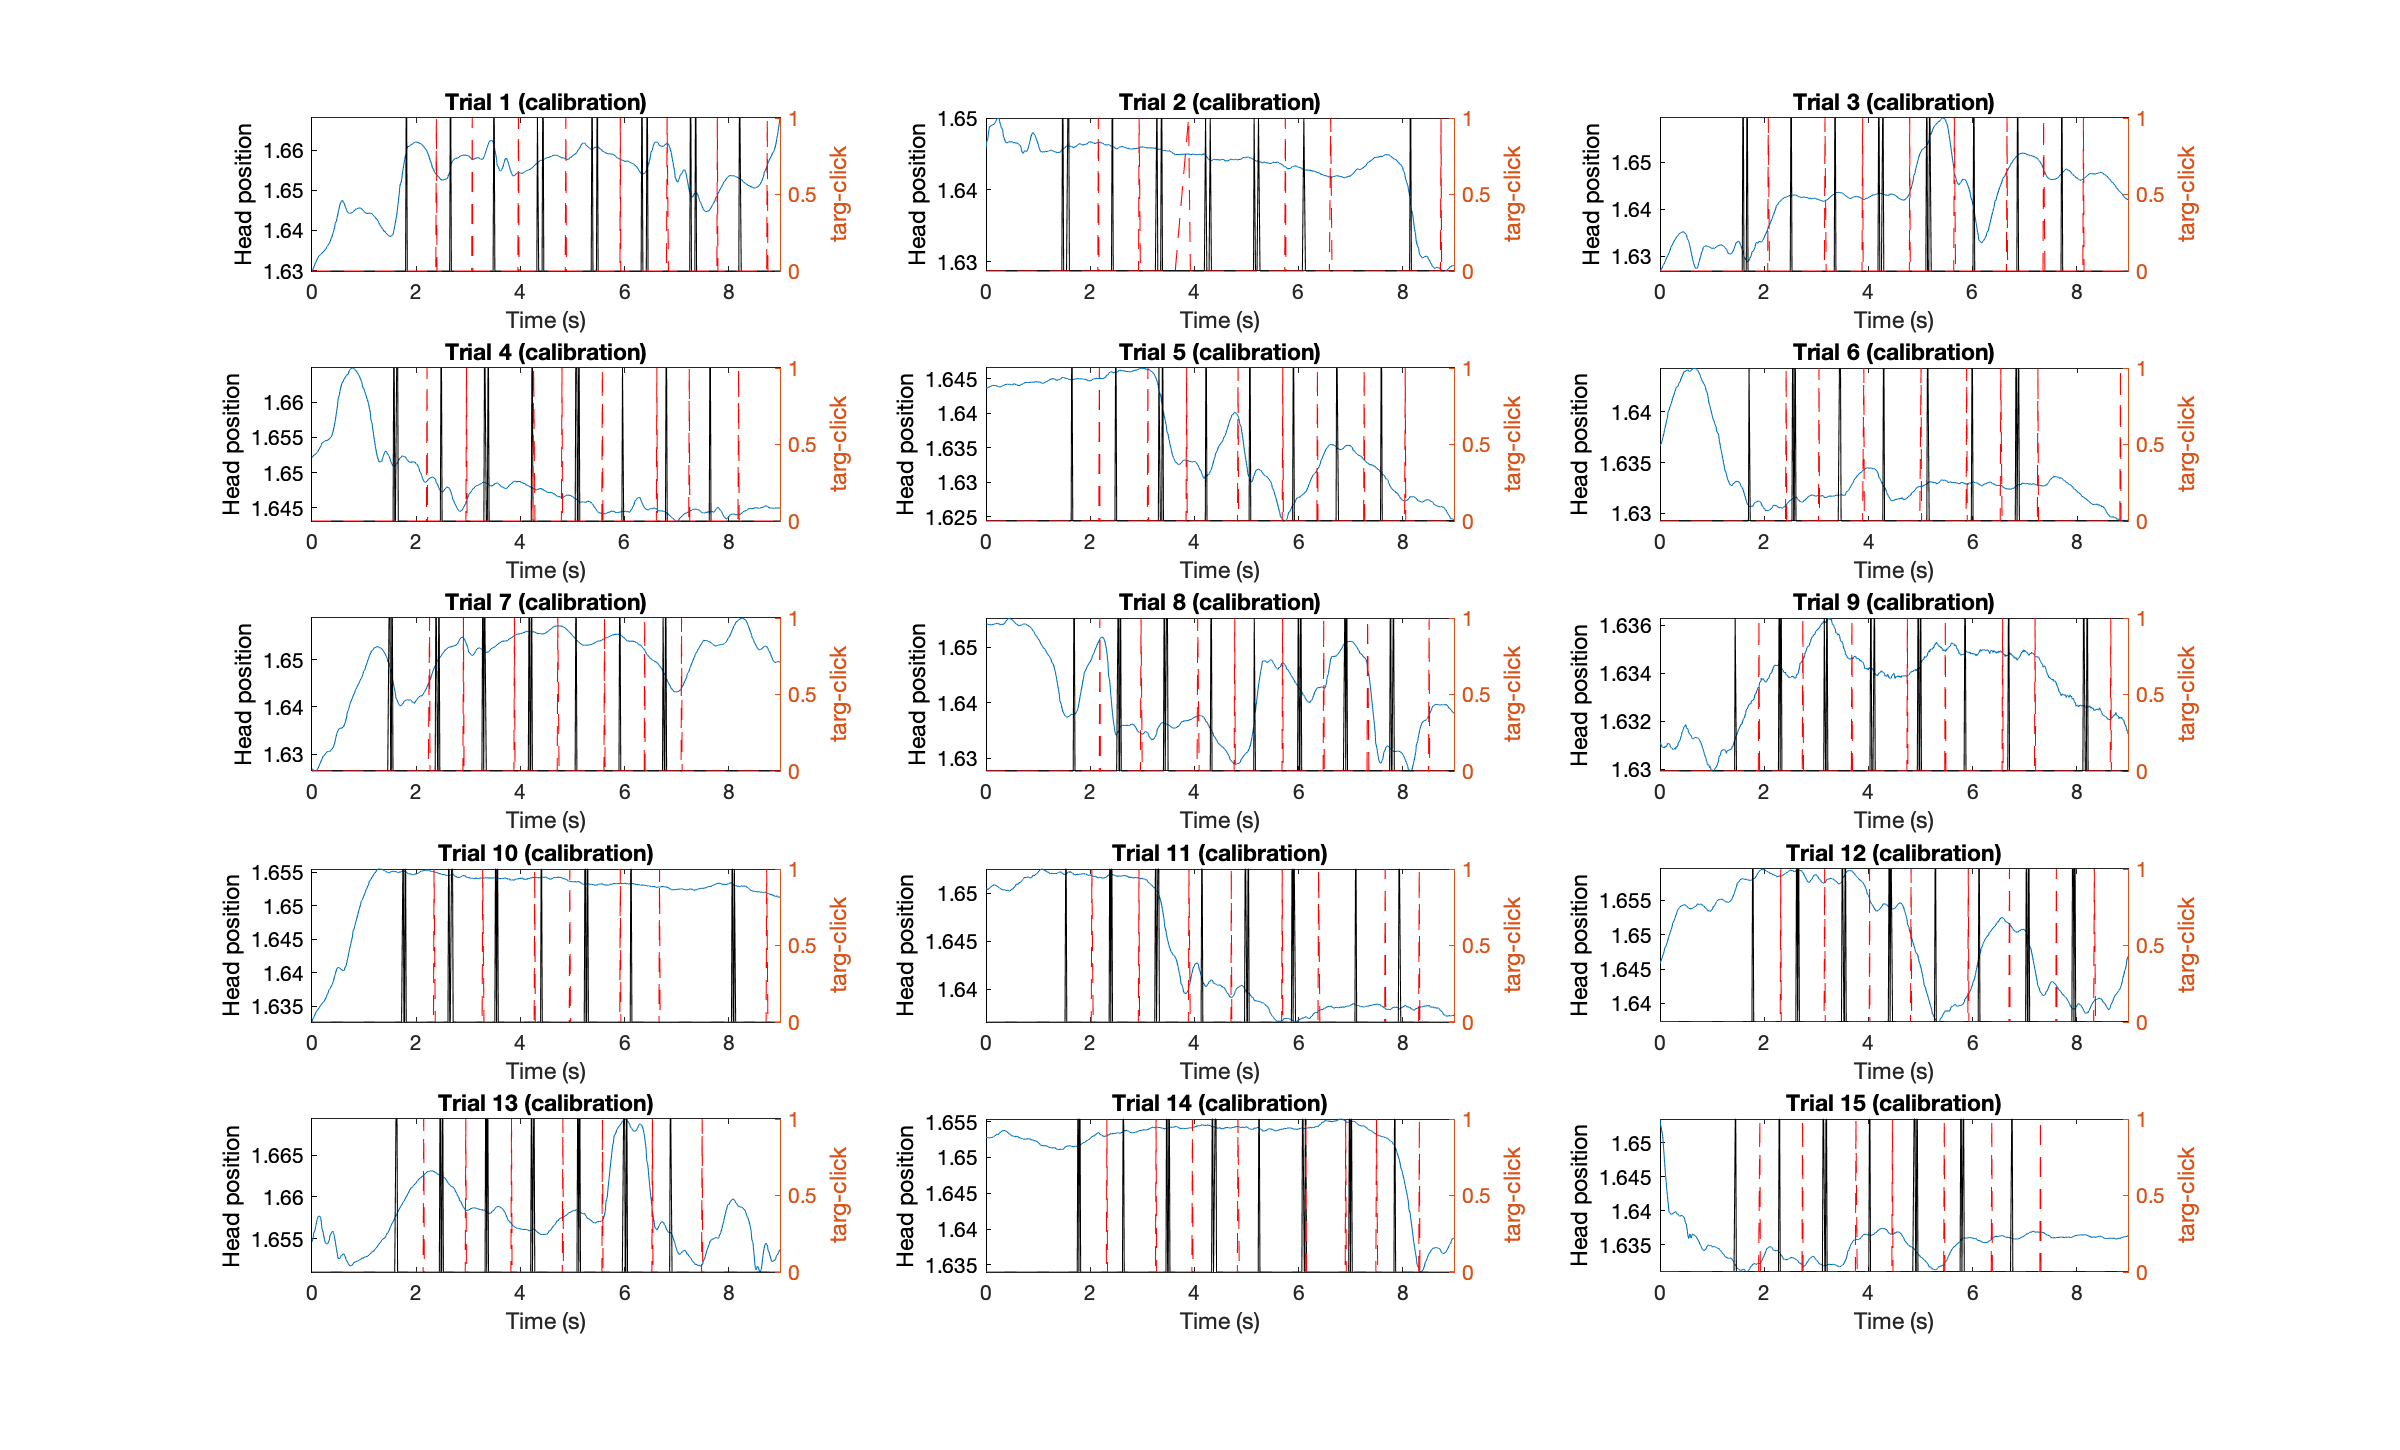 Trial 1 (calibration)
Head position
1.66
1.65
1.64
1.63
1
0.5
0
targ-click
0 2 4 6 8
Time (s)
Trial 2 (calibration)
Head position
1.65
1.64
1.63
1
0.5
0
targ-click
0 2 4 6 8
Time (s)
Trial 3 (calibration)
Head position
1.65
1.64
1.63
1
0.5
0
targ-click
0 2 4 6 8
Time (s)
Trial 4 (calibration)
Head position
1.66
1.655
1.65
1.645
1
0.5
0
targ-click
0 2 4 6 8
Time (s)
Trial 5 (calibration)
Head position
1.645
1.64
1.635
1.63
1.625
1
0.5
0
targ-click
0 2 4 6 8
Time (s)
Trial 6 (calibration)
Head position
1.64
1.635
1.63
1
0.5
0
targ-click
0 2 4 6 8
Time (s)
Trial 7 (calibration)
Head position
1.65
1.64
1.63
1
0.5
0
targ-click
0 2 4 6 8
Time (s)
Trial 8 (calibration)
Head position
1.65
1.64
1.63
1
0.5
0
targ-click
0 2 4 6 8
Time (s)
Trial 9 (calibration)
Head position
1.636
1.634
1.632
1.63
1
0.5
0
targ-click
0 2 4 6 8
Time (s)
Trial 10 (calibration)
Head position
1.655
1.65
1.645
1.64
1.635
1
0.5
0
targ-click
0 2 4 6 8
Time (s)
Trial 11 (calibration)
Head position
1.65
1.645
1.64
1
0.5
0
targ-click
0 2 4 6 8
Time (s)
Trial 12 (calibration)
Head position
1.655
1.65
1.645
1.64
1
0.5
0
targ-click
0 2 4 6 8
Time (s)
Trial 13 (calibration)
Head position
1.665
1.66
1.655
1
0.5
0
targ-click
0 2 4 6 8
Time (s)
Trial 14 (calibration)
Head position
1.655
1.65
1.645
1.64
1.635
1
0.5
0
targ-click
0 2 4 6 8
Time (s)
Trial 15 (calibration)
Head position
1.65
1.645
1.64
1.635
1
0.5
0
targ-click
0 2 4 6 8
Time (s)